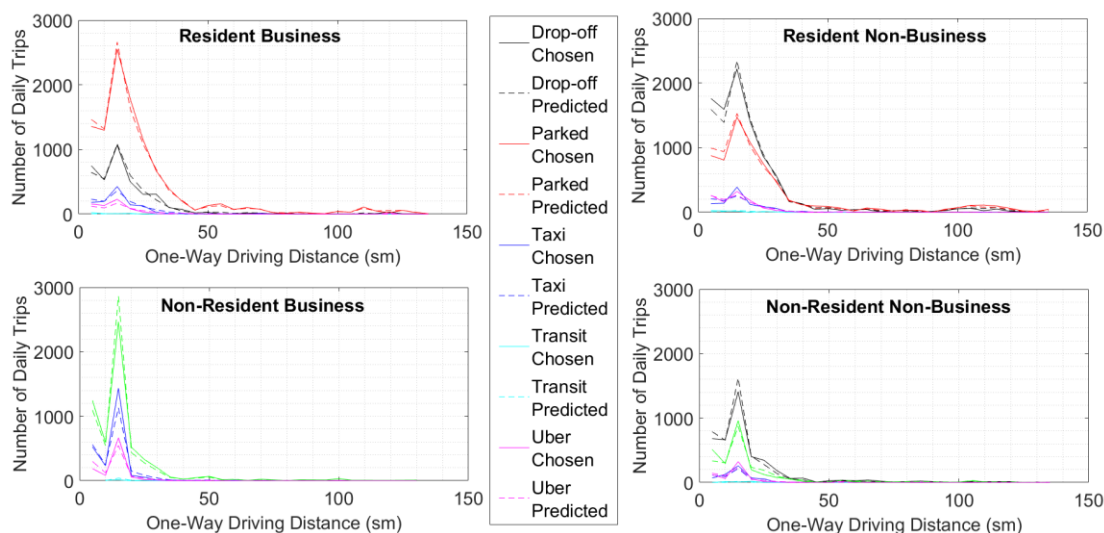 Resident Business
Number of Daily Trips
3000
2000
1000
0
0
50
100
150
One-Way Driving Distance (sm)
Drop-off
Chosen
Drop-off
Predicted
Parked
Chosen
Parked
Predicted
Taxi
Chosen
Taxi
Predicted
Transit
Chosen
Transit
Predicted
Uber
Chosen
Uber
Predicted
Resident Non-Business
Number of Daily Trips
3000
2000
1000
0
0
50
100
150
One-Way Driving Distance (sm)
Non-Resident Business
Number of Daily Trips
3000
2000
1000
0
0
50
100
150
One-Way Driving Distance (sm)
Non-Resident Non-Business
Number of Daily Trips
3000
2000
1000
0
0
50
100
150
One-Way Driving Distance (sm)